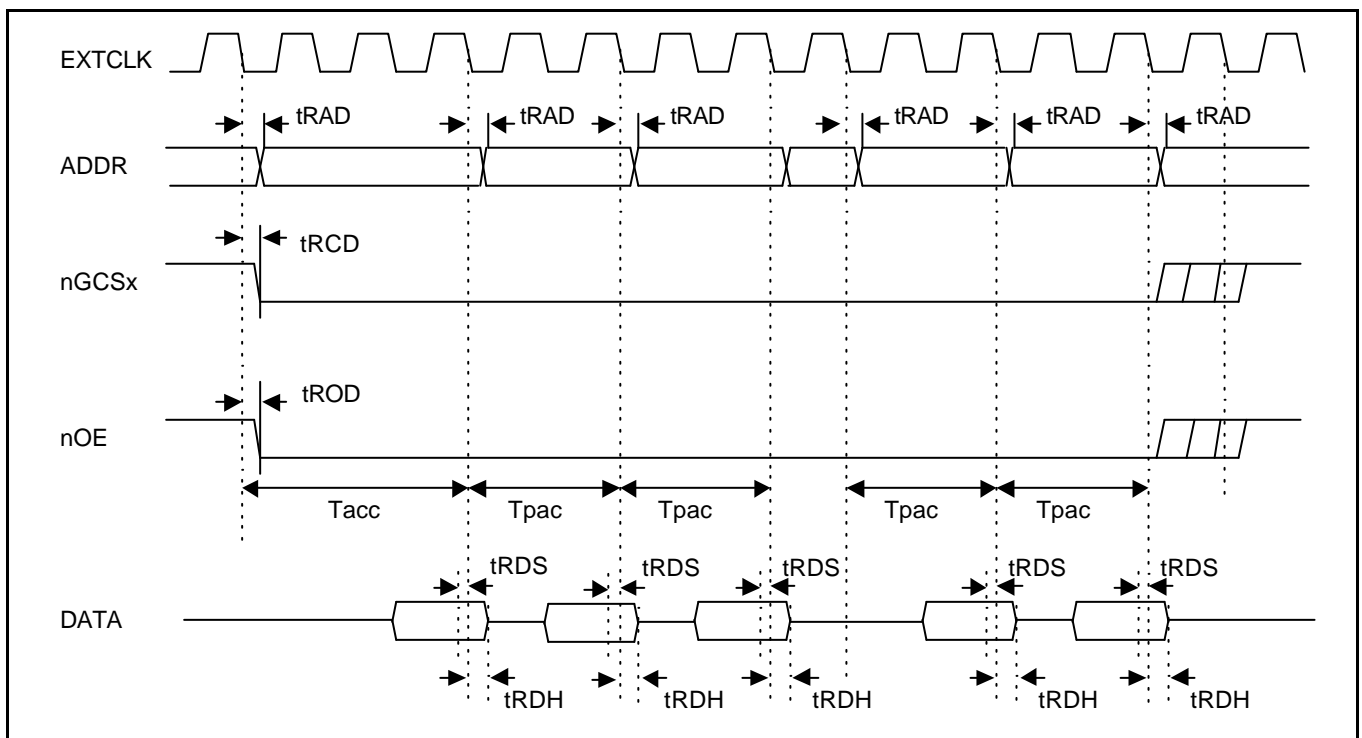 EXTCLK
tRAD tRAD tRAD tRAD tRAD tRAD
ADDR
tRCD
nGCSx
tROD
nOE
Tacc Tpac Tpac Tpac Tpac
tRDS tRDS tRDS tRDS tRDS
DATA
tRDH tRDH tRDH tRDH tRDH